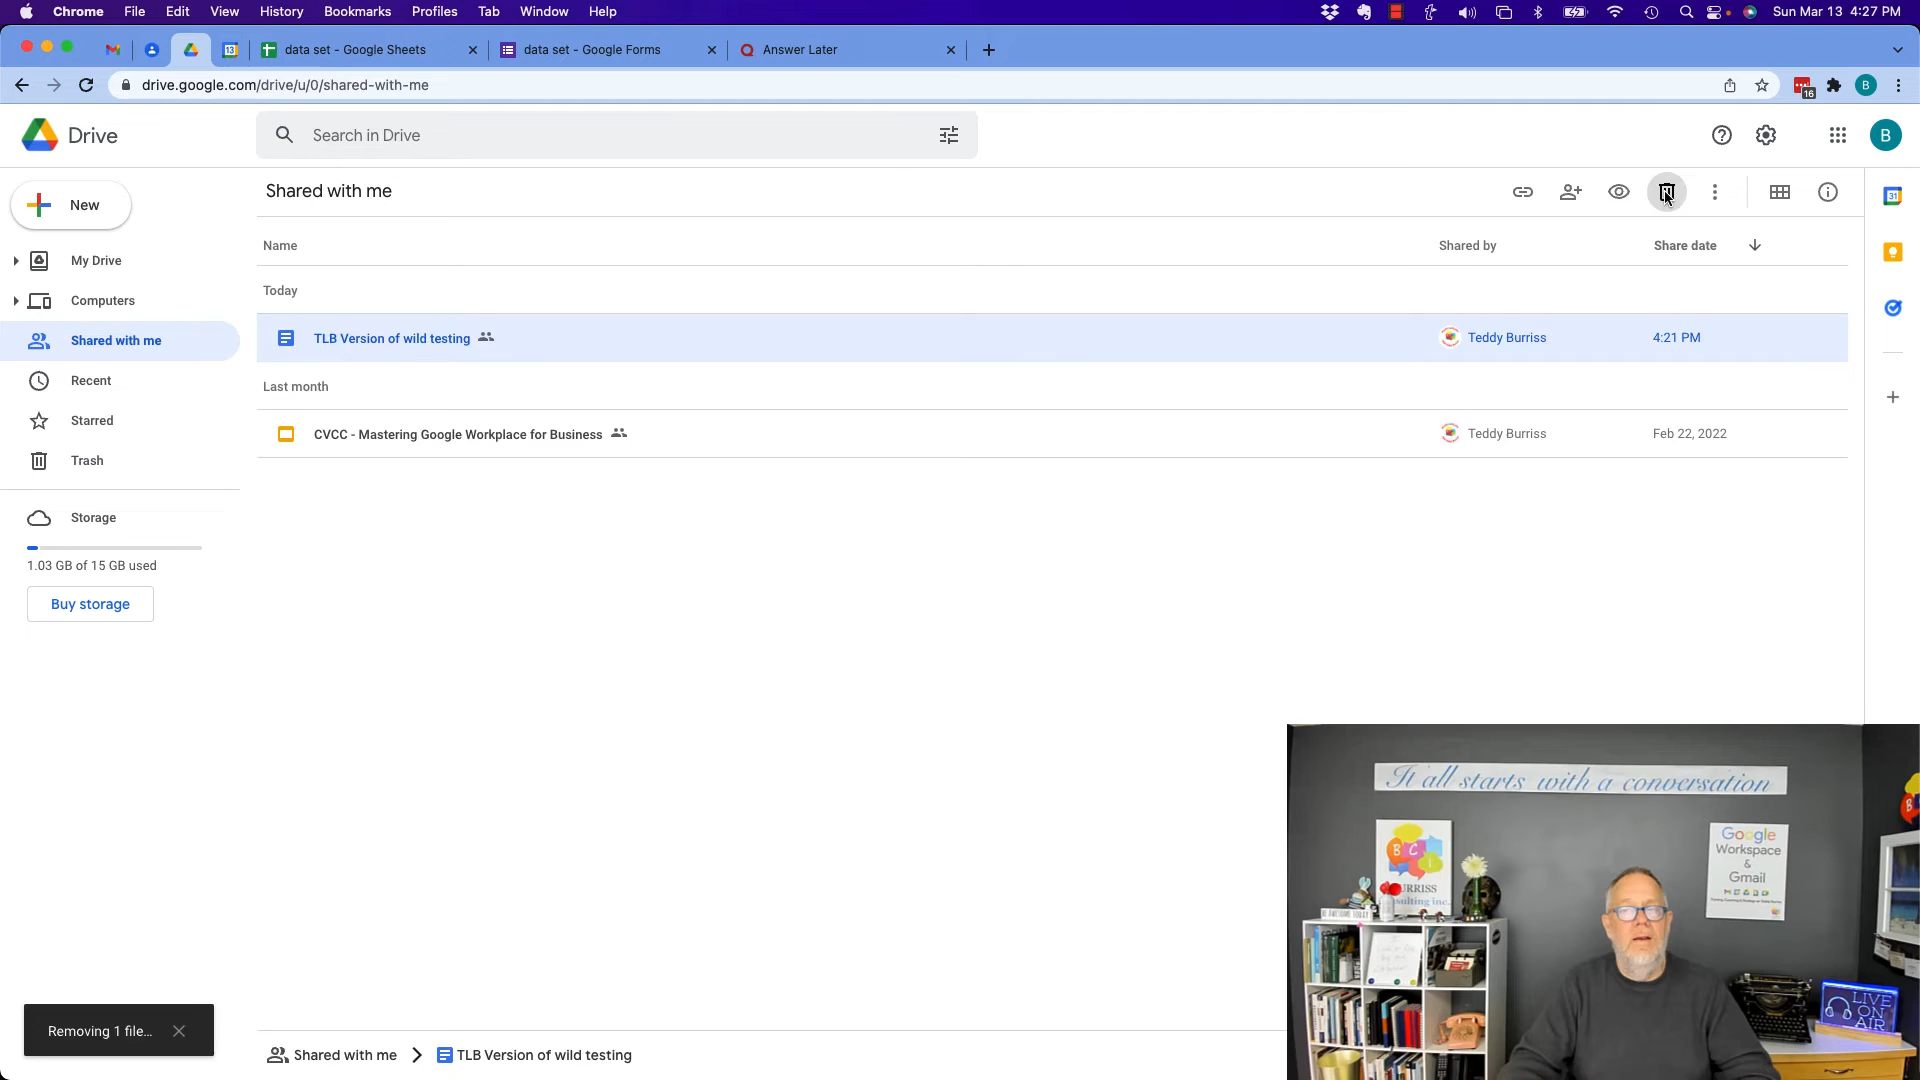 Chrome File Edit View History Bookmarks Profiles Tab Window Help Sun Mar 13 4:27 PM
13 data set - Google Sheets data set - Google Forms Answer Later
drive.google.com/drive/u/0/shared-with-me 16 B
Drive Search in Drive B
New Shared with me
31
Name Shared by Share date
My Drive
Today
Computers
Shared with me TLB Version of wild testing Teddy Burriss 4:21 PM
Recent Last month
Starred CVCC - Mastering Google Workplace for Business Teddy Burriss Feb 22, 2022
Trash
Storage
1.03 GB of 15 GB used
Buy storage
It all starts with a conversation
Google
Workspace
&
Gmail
B C I
BURRISS
LIVE
ON AIR
Removing 1 file...
Shared with me TLB Version of wild testing